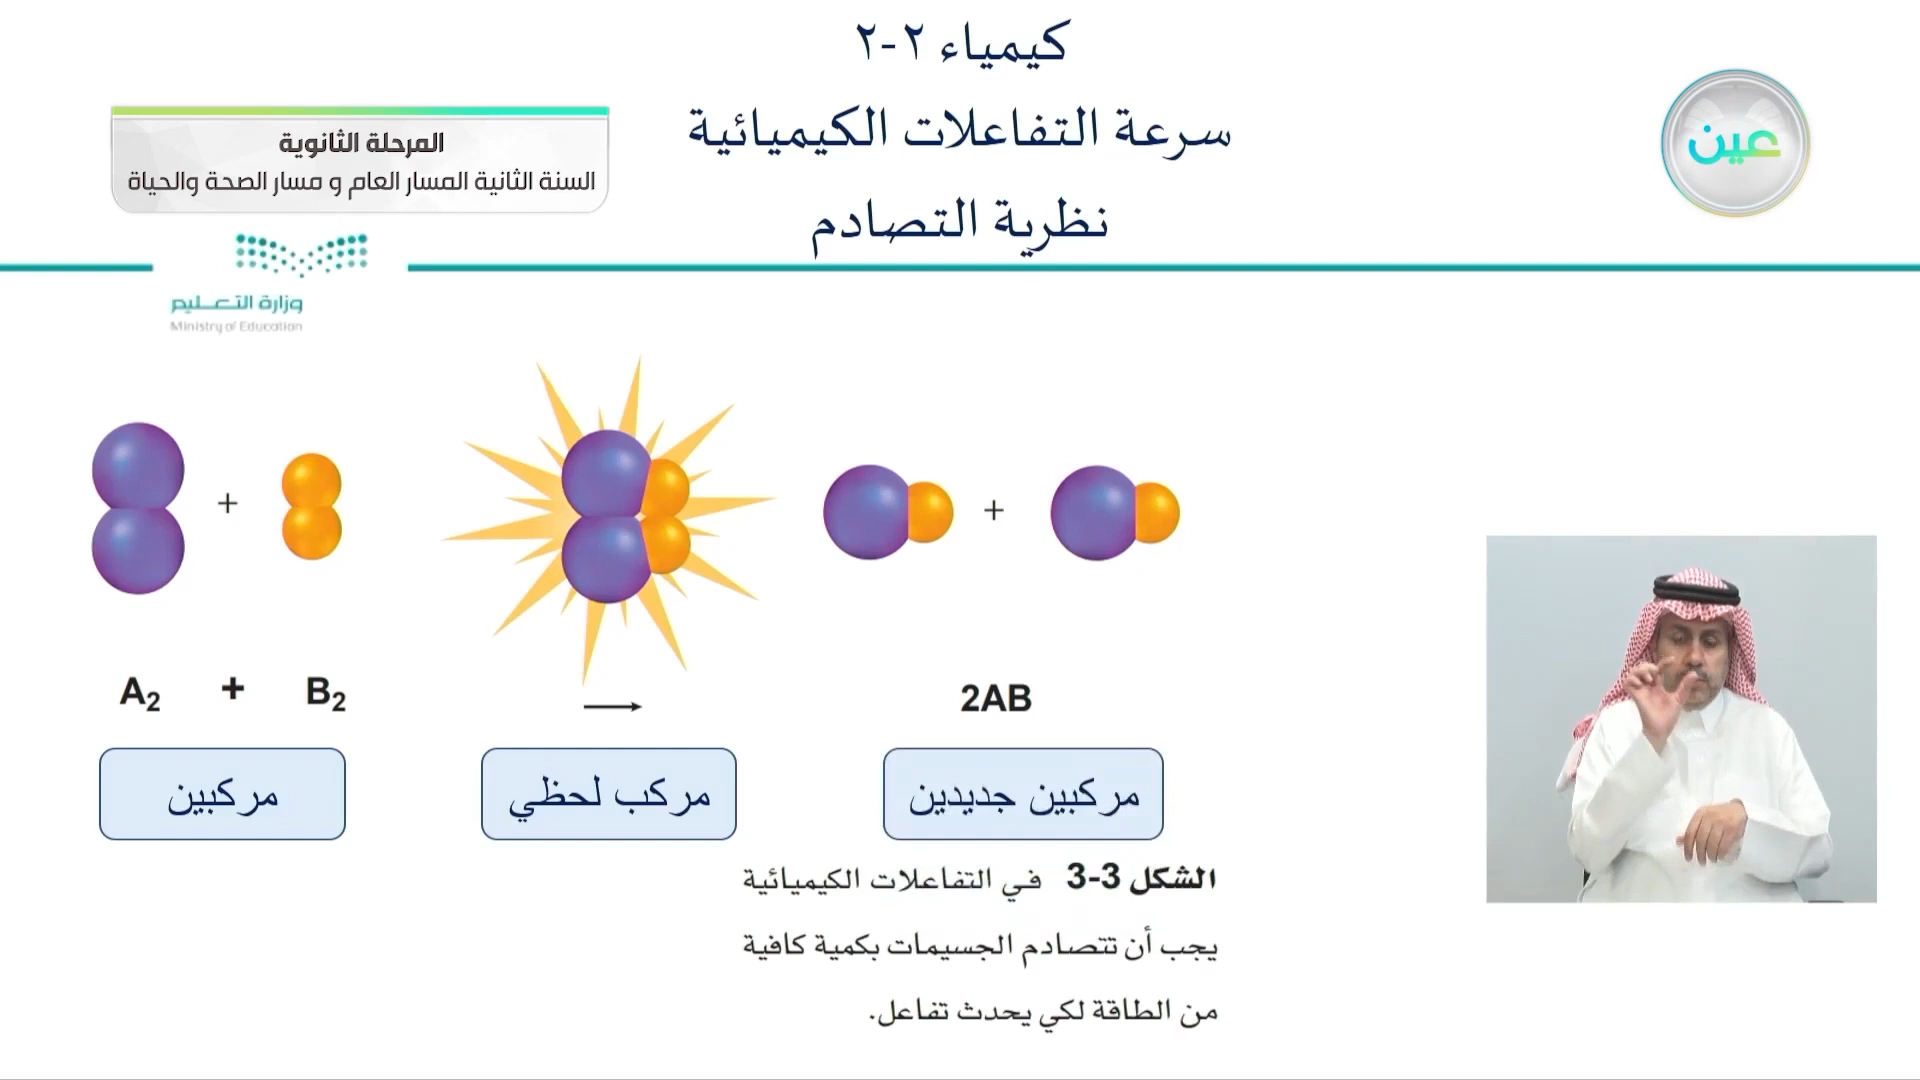 كيمياء ٢-٢
سرعة التفاعلات الكيميائية
نظرية التصادم
عين
المرحلة الثانوية
السنة الثانية المسار العام و مسار الصحة والحياة
وزارة التعليم
Ministry of Education
+
+
A2 + B2 → 2AB
مركبين
مركب لحظي
مركبين جديدين
الشكل 3-3 في التفاعلات الكيميائية
يجب أن تتصادم الجسيمات بكمية كافية
من الطاقة لكي يحدث تفاعل.